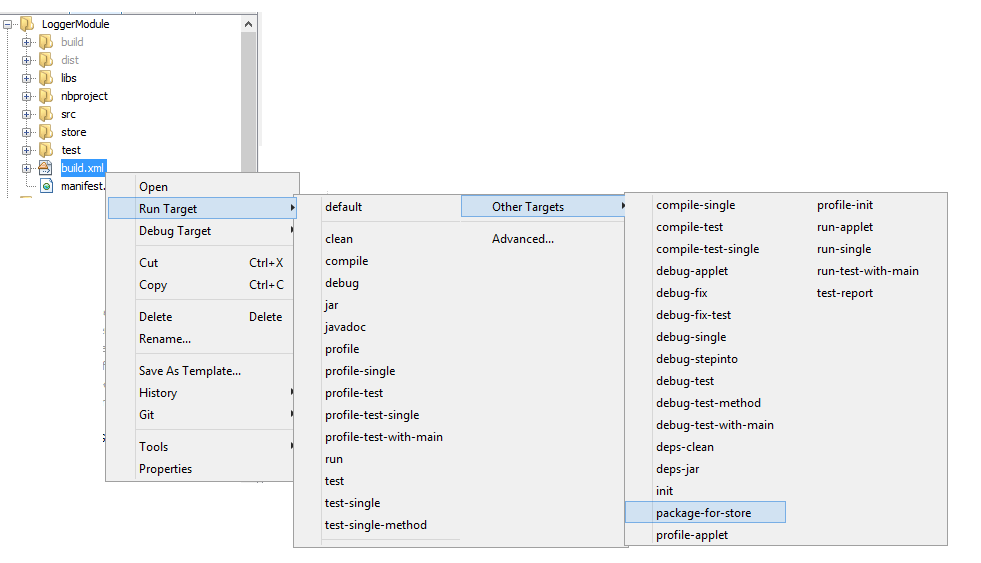 LoggerModule
build
dist
libs
nbproject
src
store
test
build.xml
manifest.
Open
Run Target
Debug Target
Cut Ctrl+X
Copy Ctrl+C
Delete Delete
Rename...
Save As Template...
History
Git
Tools
Properties
default
clean
compile
debug
jar
javadoc
profile
profile-single
profile-test
profile-test-single
profile-test-with-main
run
test
test-single
test-single-method
Other Targets
Advanced...
compile-single
compile-test
compile-test-single
debug-applet
debug-fix
debug-fix-test
debug-single
debug-stepinto
debug-test
debug-test-method
debug-test-with-main
deps-clean
deps-jar
init
package-for-store
profile-applet
profile-init
run-applet
run-single
run-test-with-main
test-report